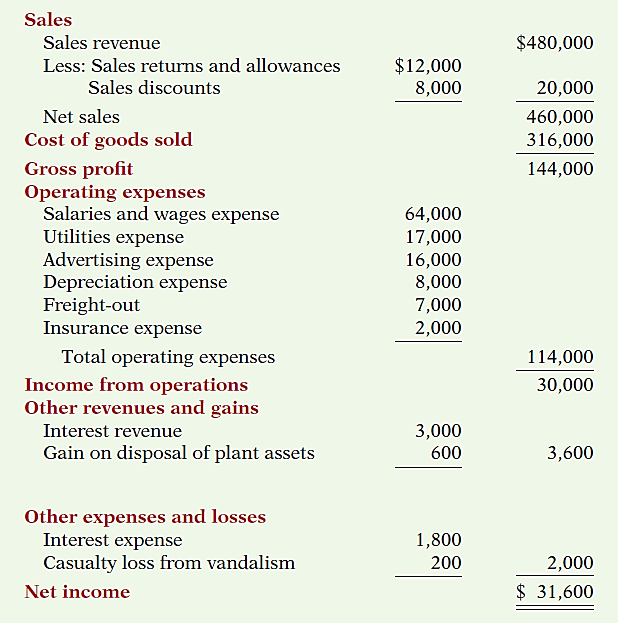 Sales
Sales revenue $480,000
Less: Sales returns and allowances $12,000
Sales discounts 8,000 20,000
Net sales 460,000
Cost of goods sold 316,000
Gross profit 144,000
Operating expenses
Salaries and wages expense 64,000
Utilities expense 17,000
Advertising expense 16,000
Depreciation expense 8,000
Freight-out 7,000
Insurance expense 2,000
Total operating expenses 114,000
Income from operations 30,000
Other revenues and gains
Interest revenue 3,000
Gain on disposal of plant assets 600 3,600
Other expenses and losses
Interest expense 1,800
Casualty loss from vandalism 200 2,000
Net income $ 31,600